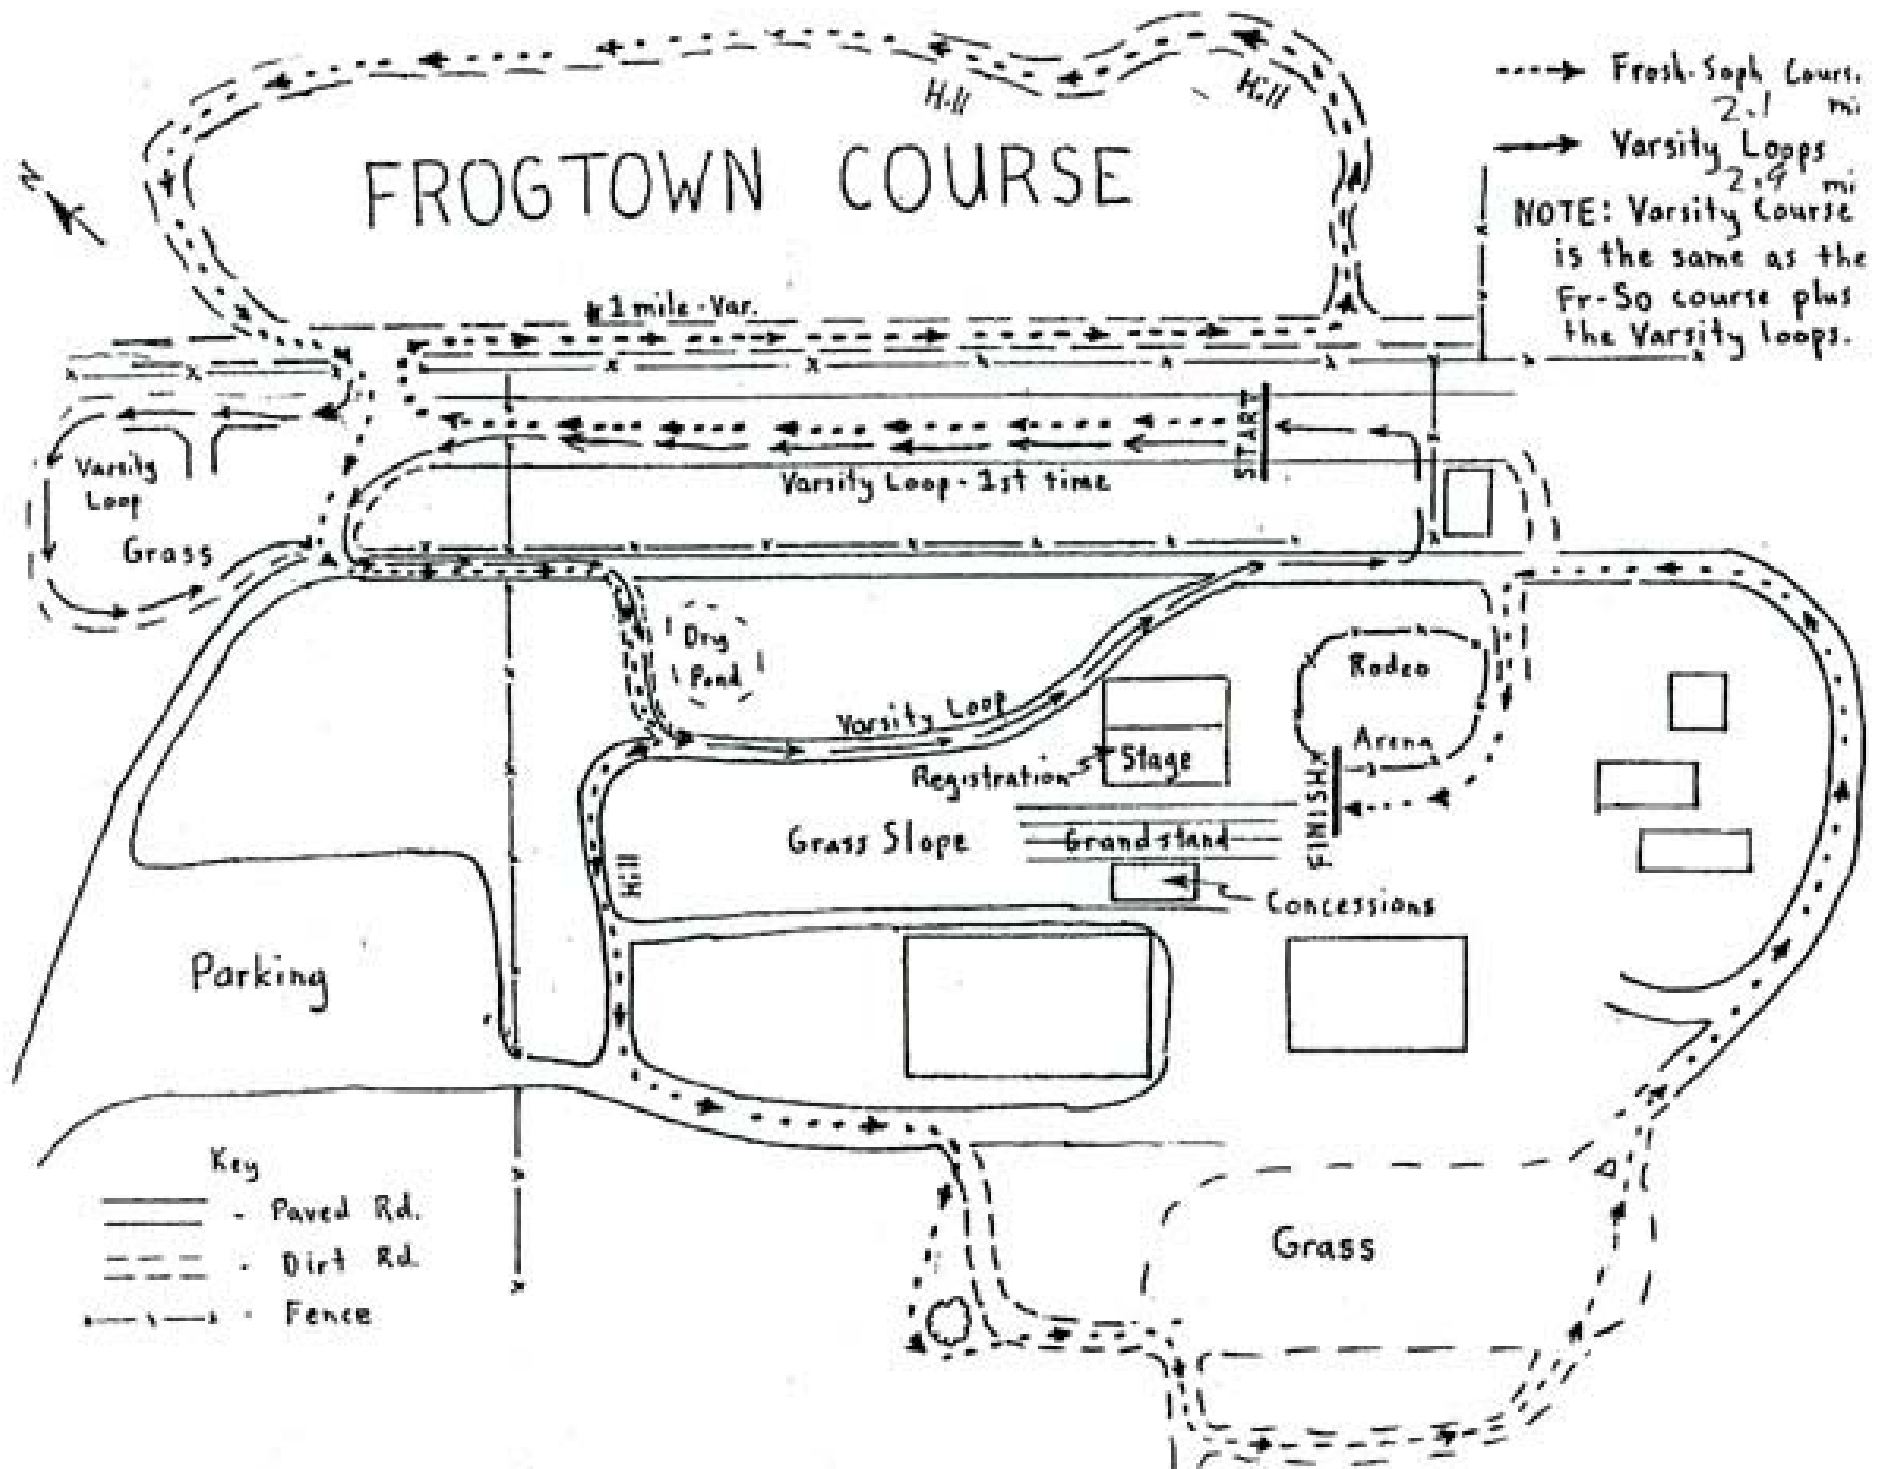 Frosh-Soph Cours.
2.1 mi
Hill
Hill
Varsity Loops
2.9 mi
FROGTOWN COURSE
N
NOTE: Varsity Course
is the same as the
Fr-So course plus
the Varsity loops.
1 mile-Var.
START
Varsity
Loop
Varsity Loop - 1st time
Grass
Dry
Pond
Rodeo
Arena
Varsity Loop
Stage
Registration
FINISH
Grass Slope
Grandstand
Hill
Concessions
Parking
Key
- Paved Rd.
- Dirt Rd.
- Fence
Grass